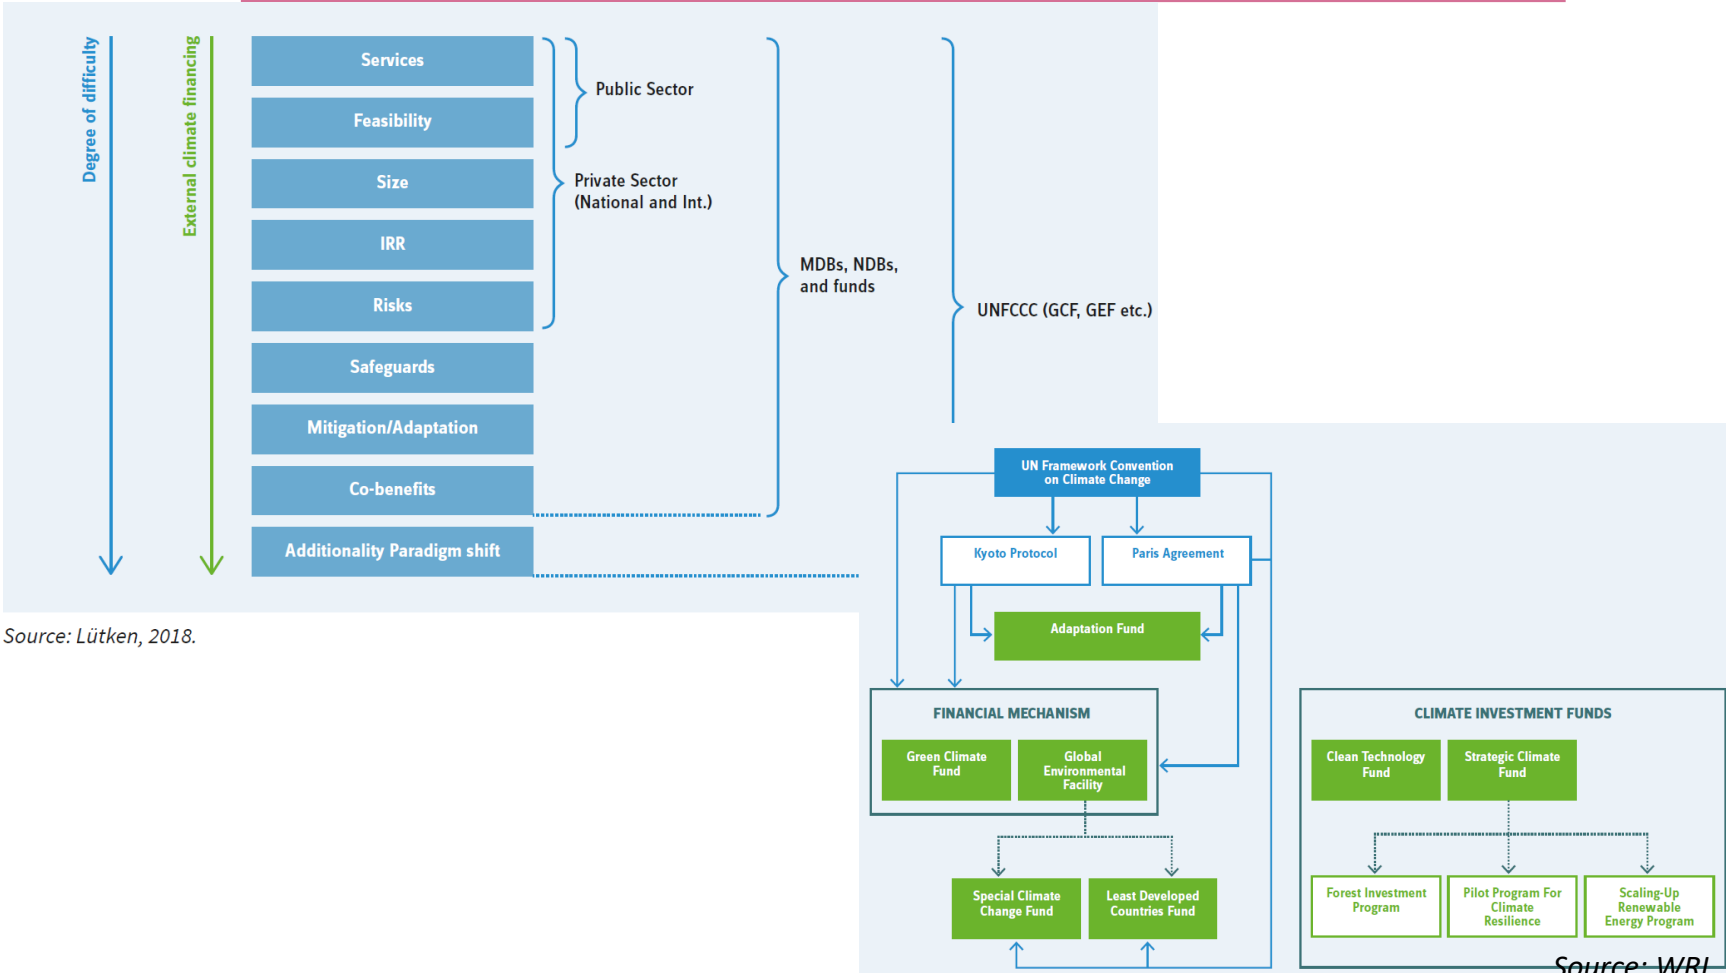 Degree of difficulty
External climate financing
Services
Feasibility
Size
IRR
Risks
Safeguards
Mitigation/Adaptation
Co-benefits
Additionality Paradigm shift
Public Sector
Private Sector
(National and Int.)
MDBs, NDBs,
and funds
UNFCCC (GCF, GEF etc.)
Source: Lütken, 2018.
UN Framework Convention
on Climate Change
Kyoto Protocol
Paris Agreement
Adaptation Fund
FINANCIAL MECHANISM
Green Climate
Fund
Global
Environmental
Facility
Special Climate
Change Fund
Least Developed
Countries Fund
CLIMATE INVESTMENT FUNDS
Clean Technology
Fund
Strategic Climate
Fund
Forest Investment
Program
Pilot Program For
Climate
Resilience
Scaling-Up
Renewable
Energy Program
Source: WRI